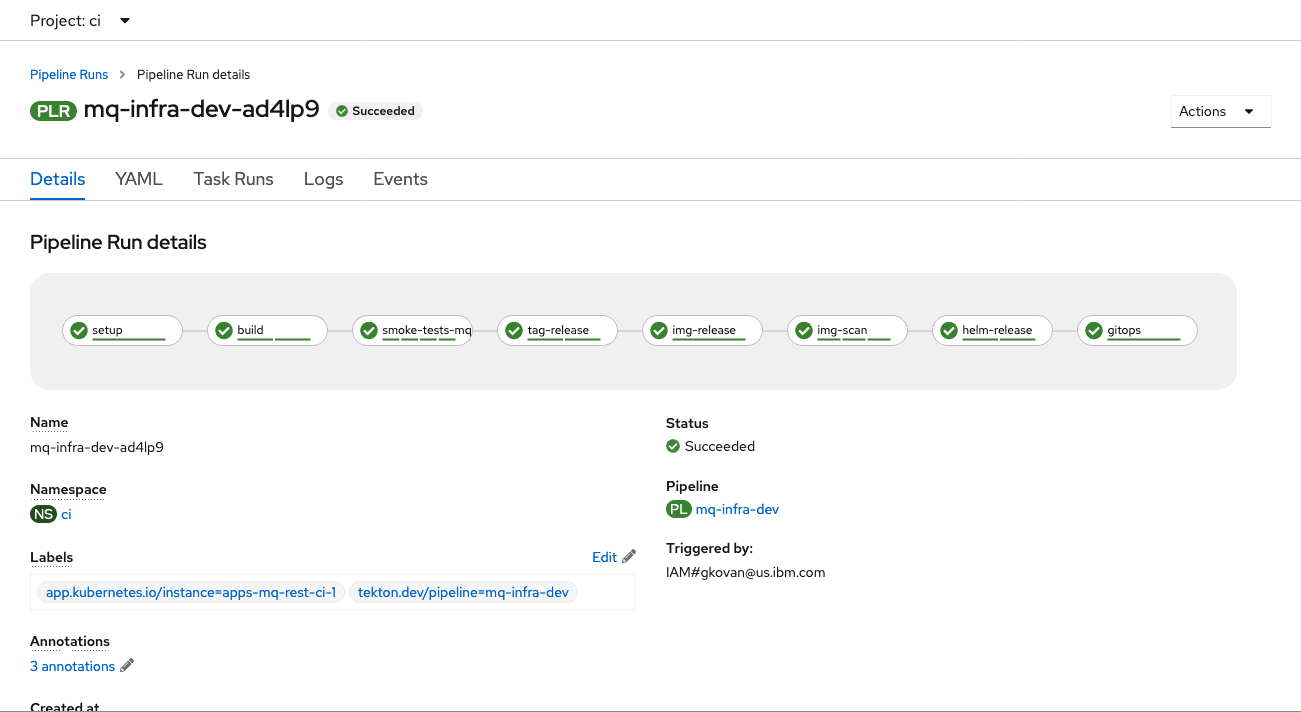 Project: ci
Pipeline Runs > Pipeline Run details
PLR mq-infra-dev-ad4lp9 Succeeded
Actions
Details YAML Task Runs Logs Events
Pipeline Run details
setup build smoke-tests-mq tag-release img-release img-scan helm-release gitops
Name
mq-infra-dev-ad4lp9
Namespace
NS ci
Labels
Edit
app.kubernetes.io/instance=apps-mq-rest-ci-1 tekton.dev/pipeline=mq-infra-dev
Annotations
3 annotations
Created at
Status
Succeeded
Pipeline
PL mq-infra-dev
Triggered by:
IAM#gkovan@us.ibm.com